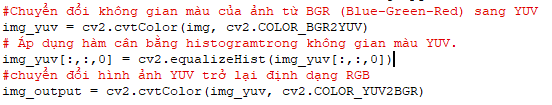 #Chuyển đổi không gian màu của ảnh từ BGR (Blue-Green-Red) sang YUV
img_yuv = cv2.cvtColor(img, cv2.COLOR_BGR2YUV)
# Áp dụng hàm cân bằng histogramtrong không gian màu YUV.
img_yuv[:,:,0] = cv2.equalizeHist(img_yuv[:,:,0])
#chuyển đổi hình ảnh YUV trở lại định dạng RGB
img_output = cv2.cvtColor(img_yuv, cv2.COLOR_YUV2BGR)